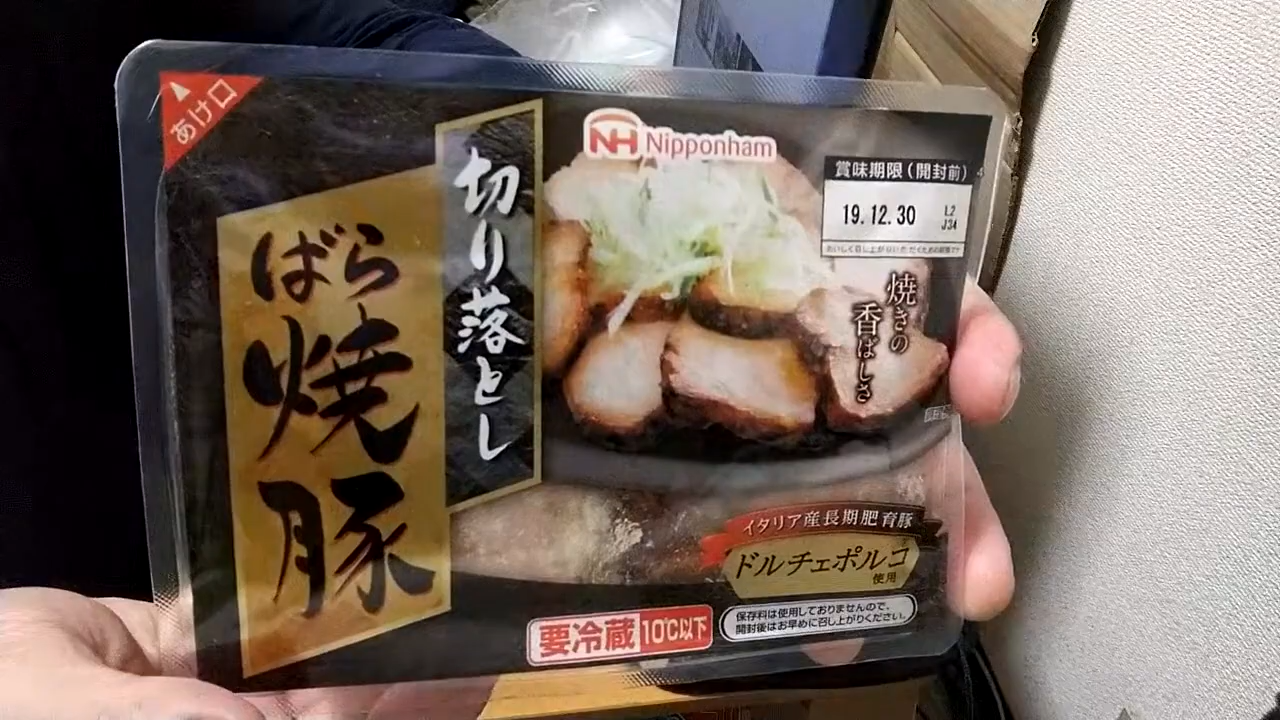 あけ口
NH Nipponham
賞味期限(開封前)
19.12.30
L2
J34
切り落とし
ばら
焼
豚
焼きの
香ばしさ
イタリア産長期肥育豚
ドルチェポルコ
使用
要冷蔵 10℃以下
保存料は使用しておりませんので、
開封後はお早めに召し上がりください。